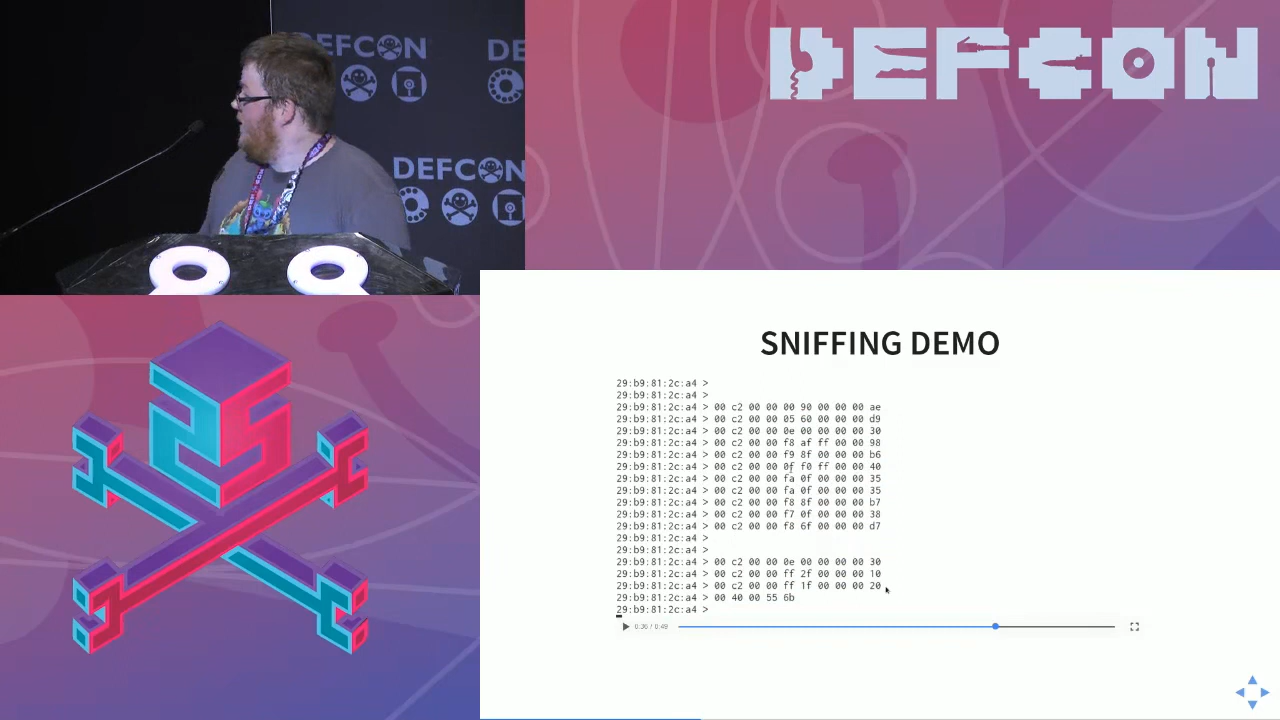 DEFCON
DE
DEFCON
DEFCON
SNIFFING DEMO
29:b9:81:2c:a4 >
29:b9:81:2c:a4 >
29:b9:81:2c:a4 > 00 c2 00 00 00 90 00 00 00 ae
29:b9:81:2c:a4 > 00 c2 00 00 05 60 00 00 00 d9
29:b9:81:2c:a4 > 00 c2 00 00 0e 00 00 00 00 30
29:b9:81:2c:a4 > 00 c2 00 00 f8 af ff 00 00 98
29:b9:81:2c:a4 > 00 c2 00 00 f9 8f 00 00 00 b6
29:b9:81:2c:a4 > 00 c2 00 00 0f f0 ff 00 00 40
29:b9:81:2c:a4 > 00 c2 00 00 fa 0f 00 00 00 35
29:b9:81:2c:a4 > 00 c2 00 00 fa 0f 00 00 00 35
29:b9:81:2c:a4 > 00 c2 00 00 f8 8f 00 00 00 b7
29:b9:81:2c:a4 > 00 c2 00 00 f7 0f 00 00 00 38
29:b9:81:2c:a4 > 00 c2 00 00 f8 6f 00 00 00 d7
29:b9:81:2c:a4 >
29:b9:81:2c:a4 >
29:b9:81:2c:a4 > 00 c2 00 00 0e 00 00 00 00 30
29:b9:81:2c:a4 > 00 c2 00 00 ff 2f 00 00 00 10
29:b9:81:2c:a4 > 00 c2 00 00 ff 1f 00 00 00 20
29:b9:81:2c:a4 > 00 40 00 55 6b
29:b9:81:2c:a4 >
0:36 / 0:49